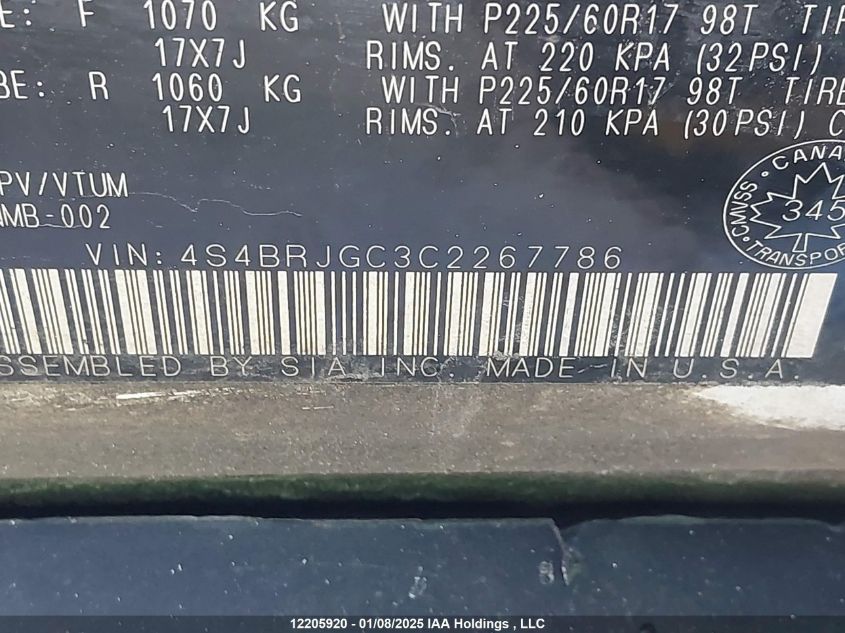 E: F 1070 KG WITH P225/60R17 98T TIR
17X7J RIMS. AT 220 KPA (32PSI)
BE: R 1060 KG WITH P225/60R17 98T TIRE
17X7J RIMS. AT 210 KPA (30PSI) C
PV/VTUM
MB-002
CANA
CMVSS
345
TRANSPOR
VIN: 4S4BRJGC3C2267786
SSEMBLED BY SIA INC. MADE IN U.S.A.
12205920 - 01/08/2025 IAA Holdings , LLC